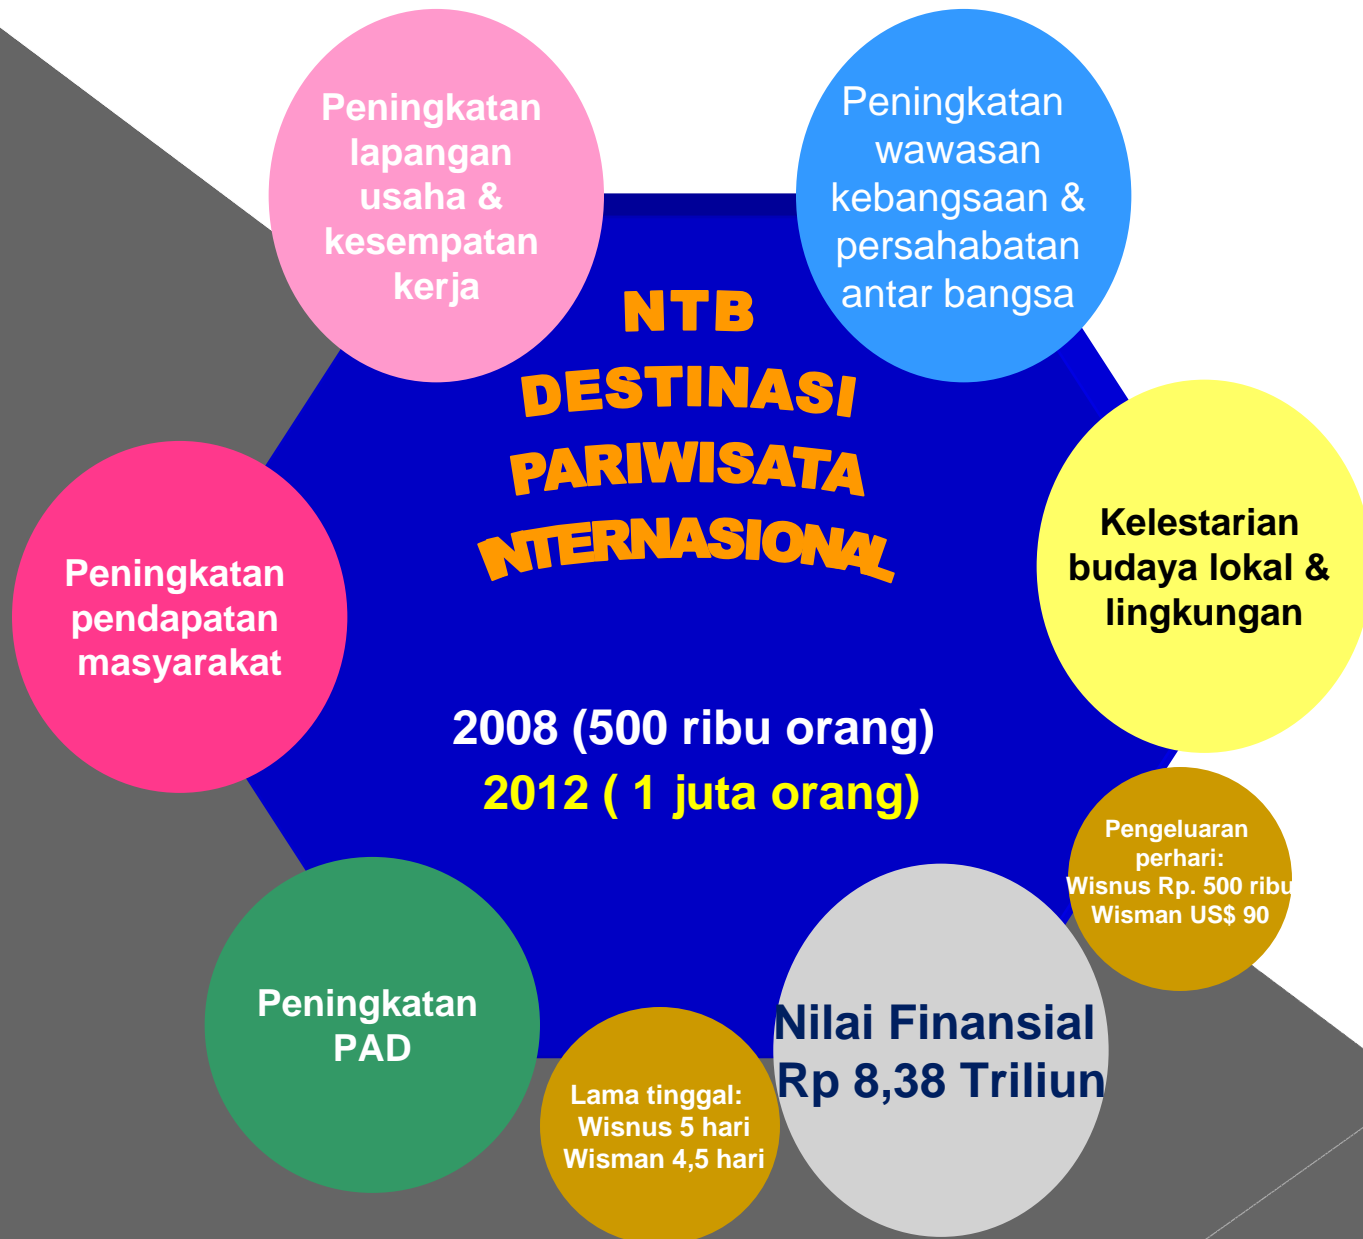 Peningkatan
lapangan
usaha &
kesempatan
kerja
Peningkatan
wawasan
kebangsaan &
persahabatan
antar bangsa
NTB
DESTINASI
PARIWISATA
INTERNASIONAL
Kelestarian
budaya lokal &
lingkungan
Peningkatan
pendapatan
masyarakat
2008 (500 ribu orang)
2012 ( 1 juta orang)
Pengeluaran
perhari:
Wisnus Rp. 500 ribu
Wisman US$ 90
Peningkatan
PAD
Nilai Finansial
Rp 8,38 Triliun
Lama tinggal:
Wisnus 5 hari
Wisman 4,5 hari